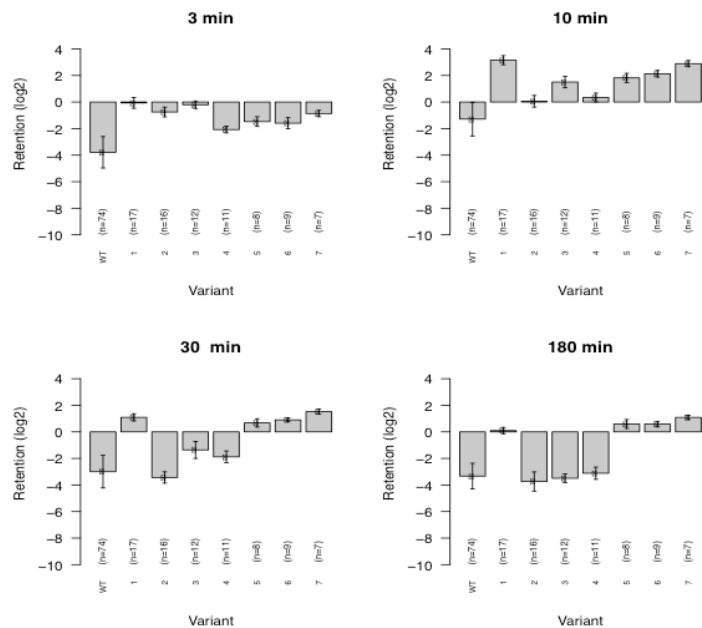 3 min
Retention (log2)
4
2
0
−2
−4
−6
−8
−10
(n=74)
(n=17)
(n=16)
(n=12)
(n=11)
(n=8)
(n=9)
(n=7)
WT
1
2
3
4
5
6
7
Variant
10 min
Retention (log2)
4
2
0
−2
−4
−6
−8
−10
(n=74)
(n=17)
(n=16)
(n=12)
(n=11)
(n=8)
(n=9)
(n=7)
WT
1
2
3
4
5
6
7
Variant
30 min
Retention (log2)
4
2
0
−2
−4
−6
−8
−10
(n=74)
(n=17)
(n=16)
(n=12)
(n=11)
(n=8)
(n=9)
(n=7)
WT
1
2
3
4
5
6
7
Variant
180 min
Retention (log2)
4
2
0
−2
−4
−6
−8
−10
(n=74)
(n=17)
(n=16)
(n=12)
(n=11)
(n=8)
(n=9)
(n=7)
WT
1
2
3
4
5
6
7
Variant